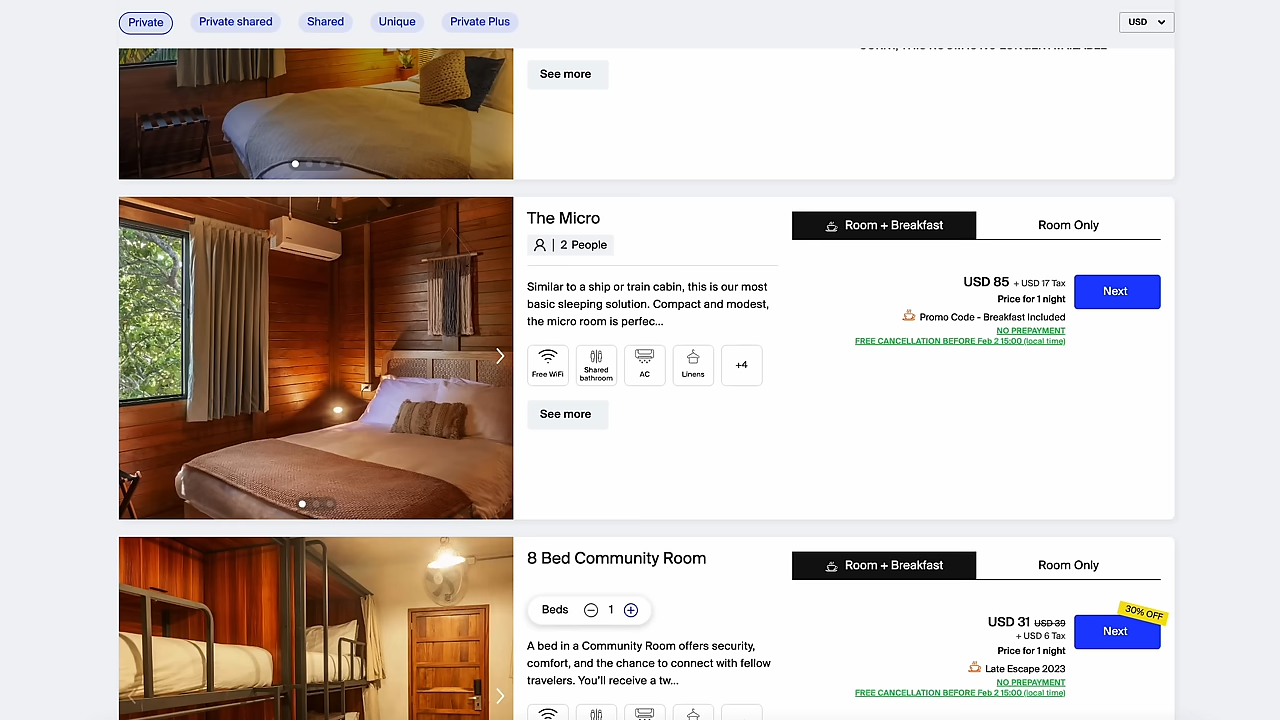 Private
Private shared
Shared
Unique
Private Plus
USD
See more
The Micro
2 People
Similar to a ship or train cabin, this is our most
basic sleeping solution. Compact and modest,
the micro room is perfec...
Free WiFi
Shared
bathroom
AC
Linens
+4
See more
Room + Breakfast
Room Only
USD 85 + USD 17 Tax
Price for 1 night
Promo Code - Breakfast Included
NO PREPAYMENT
FREE CANCELLATION BEFORE Feb 2 15:00 (local time)
Next
8 Bed Community Room
Beds 1
A bed in a Community Room offers security,
comfort, and the chance to connect with fellow
travelers. You'll receive a tw...
Room + Breakfast
Room Only
30% OFF
USD 31 USD 39
+ USD 6 Tax
Price for 1 night
Late Escape 2023
NO PREPAYMENT
FREE CANCELLATION BEFORE Feb 2 15:00 (local time)
Next